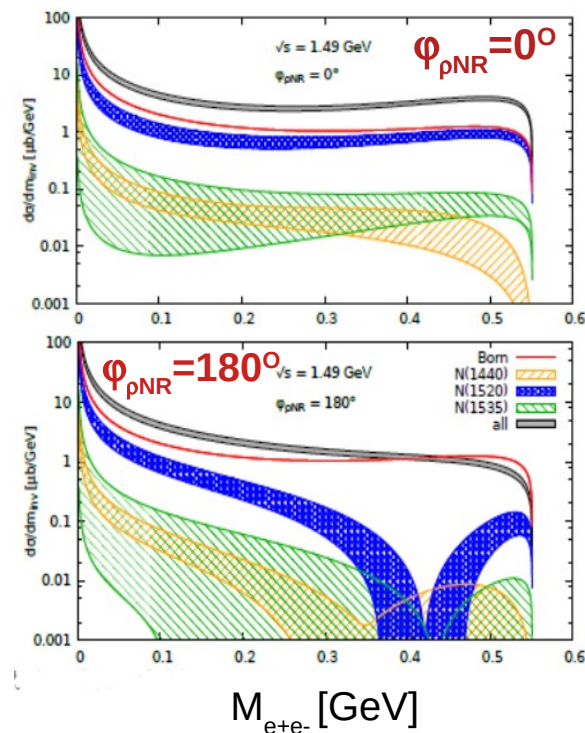 φρNR=0O
√s = 1.49 GeV
φρNR = 0°
dσ/dminv [μb/GeV]
100
10
1
0.1
0.01
0.001
0 0.1 0.2 0.3 0.4 0.5 0.6
φρNR=180O
√s = 1.49 GeV
φρNR = 180°
Born
N(1440)
N(1520)
N(1535)
all
dσ/dminv [μb/GeV]
100
10
1
0.1
0.01
0.001
0 0.1 0.2 0.3 0.4 0.5 0.6
Me+e- [GeV]